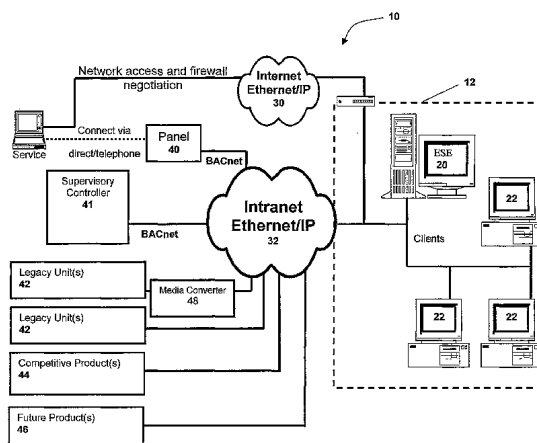 10
Network access and firewall
negotiation
Internet
Ethernet/IP
30
12
Service
Connect via
direct/telephone
Panel
40
BACnet
ESE
20
22
Supervisory
Controller
41
BACnet
Intranet
Ethernet/IP
32
Clients
Legacy Unit(s)
42
Media Converter
48
Legacy Unit(s)
42
22
22
Competitive Product(s)
44
Future Product(s)
46